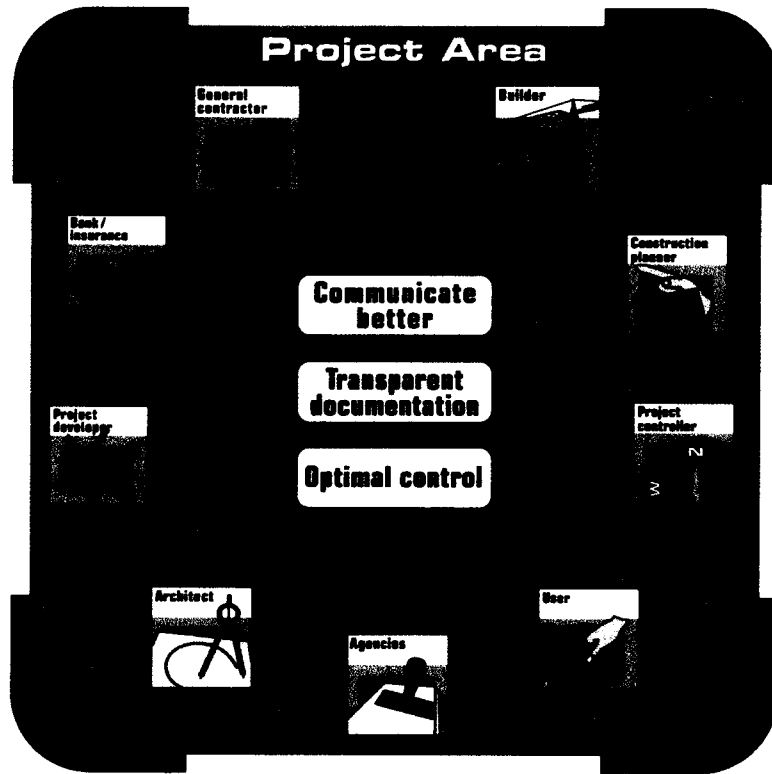 Project Area
General
contractor
Builder
Bank /
insurance
Construction
planner
Communicate
better
Transparent
documentation
Project
developer
Project
controller
N
W
Optimal control
Architect
User
Agencies